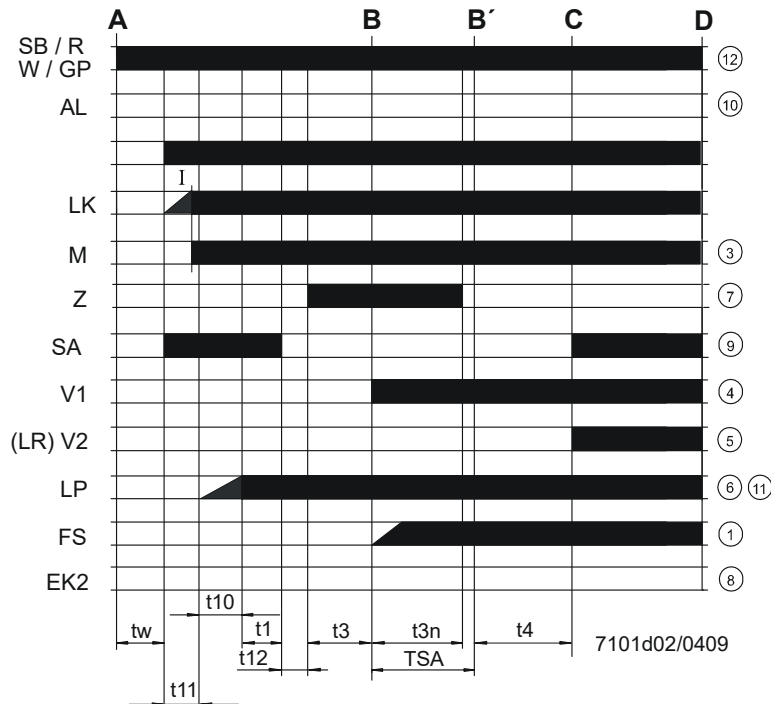 A B B´ C D
SB / R
W / GP 12
AL 10
I
LK
M 3
Z 7
SA 9
V1 4
(LR) V2 5
LP 6 11
FS 1
EK2 8
t10
tw t1 t3 t3n t4 7101d02/0409
t12 TSA
t11